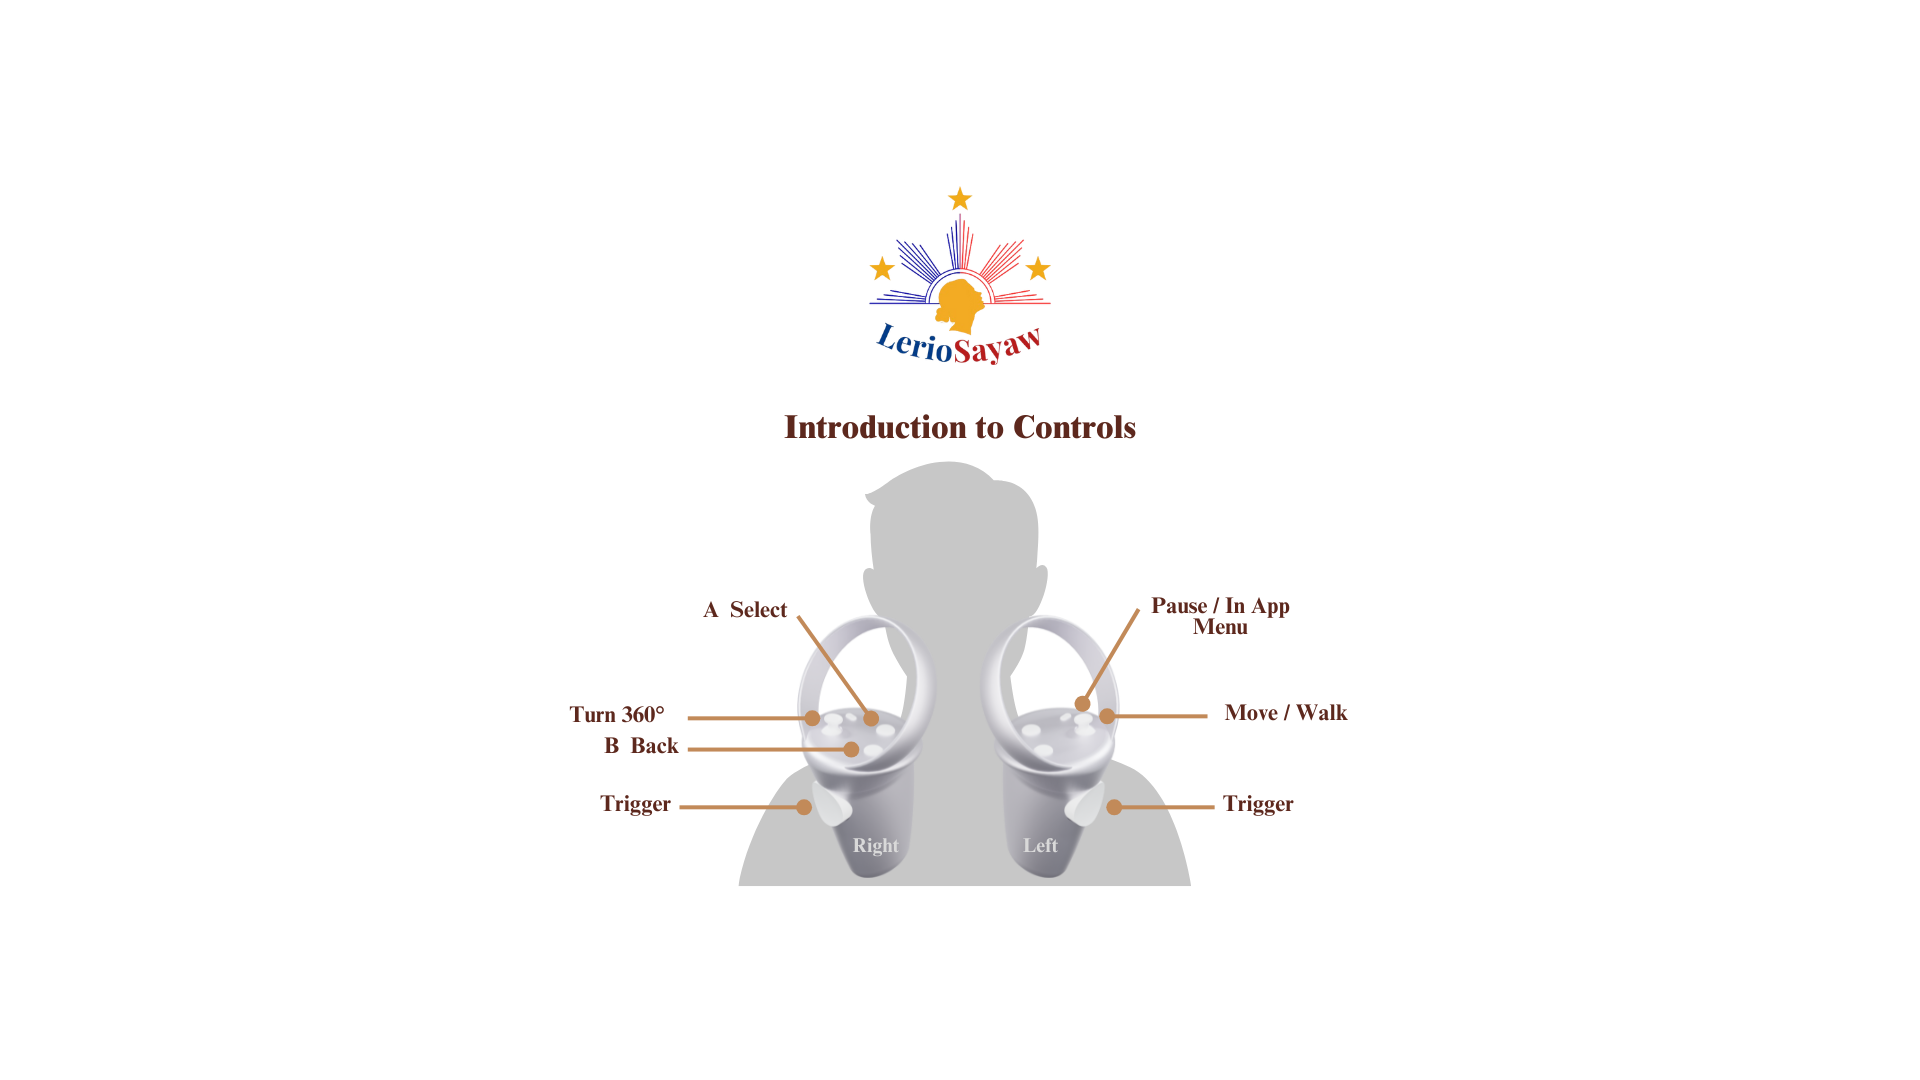 LerioSayaw
Introduction to Controls
A Select
Pause / In App
Menu
Turn 360°
Move / Walk
B Back
Trigger
Trigger
Right
Left